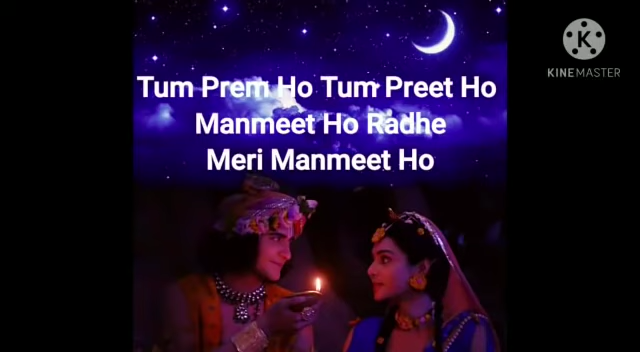 Tum Prem Ho Tum Preet Ho
Manmeet Ho Radhe
Meri Manmeet Ho
K
KINEMASTER